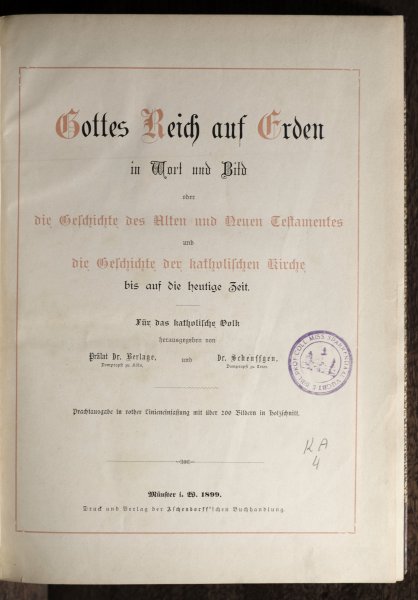 Gottes Reich auf Erden
in Wort und Bild
oder
die Geschichte des Alten und Neuen Testamentes
und
die Geschichte der katholischen Kirche
bis auf die heutige Zeit.
Für das katholische Volk
herausgegeben von
Prälat Dr. Berlage, und Dr. Scheuffgen,
Dompropst zu Köln, Dompropst zu Trier.
Prachtausgabe in rother Linieneinfassung mit über 200 Bildern in Holzschnitt.
KA
4
Münster i. W. 1899.
Druck und Verlag der Aschendorff'schen Buchhandlung.